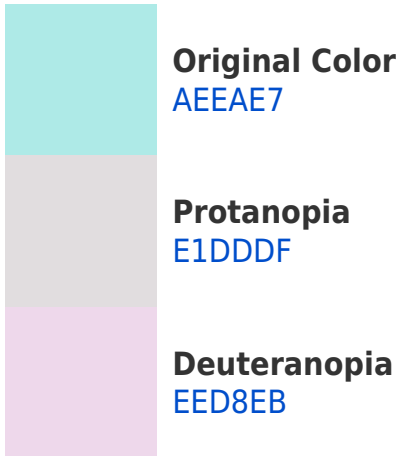 Original Color
AEEAE7
Protanopia
E1DDDF
Deuteranopia
EED8EB